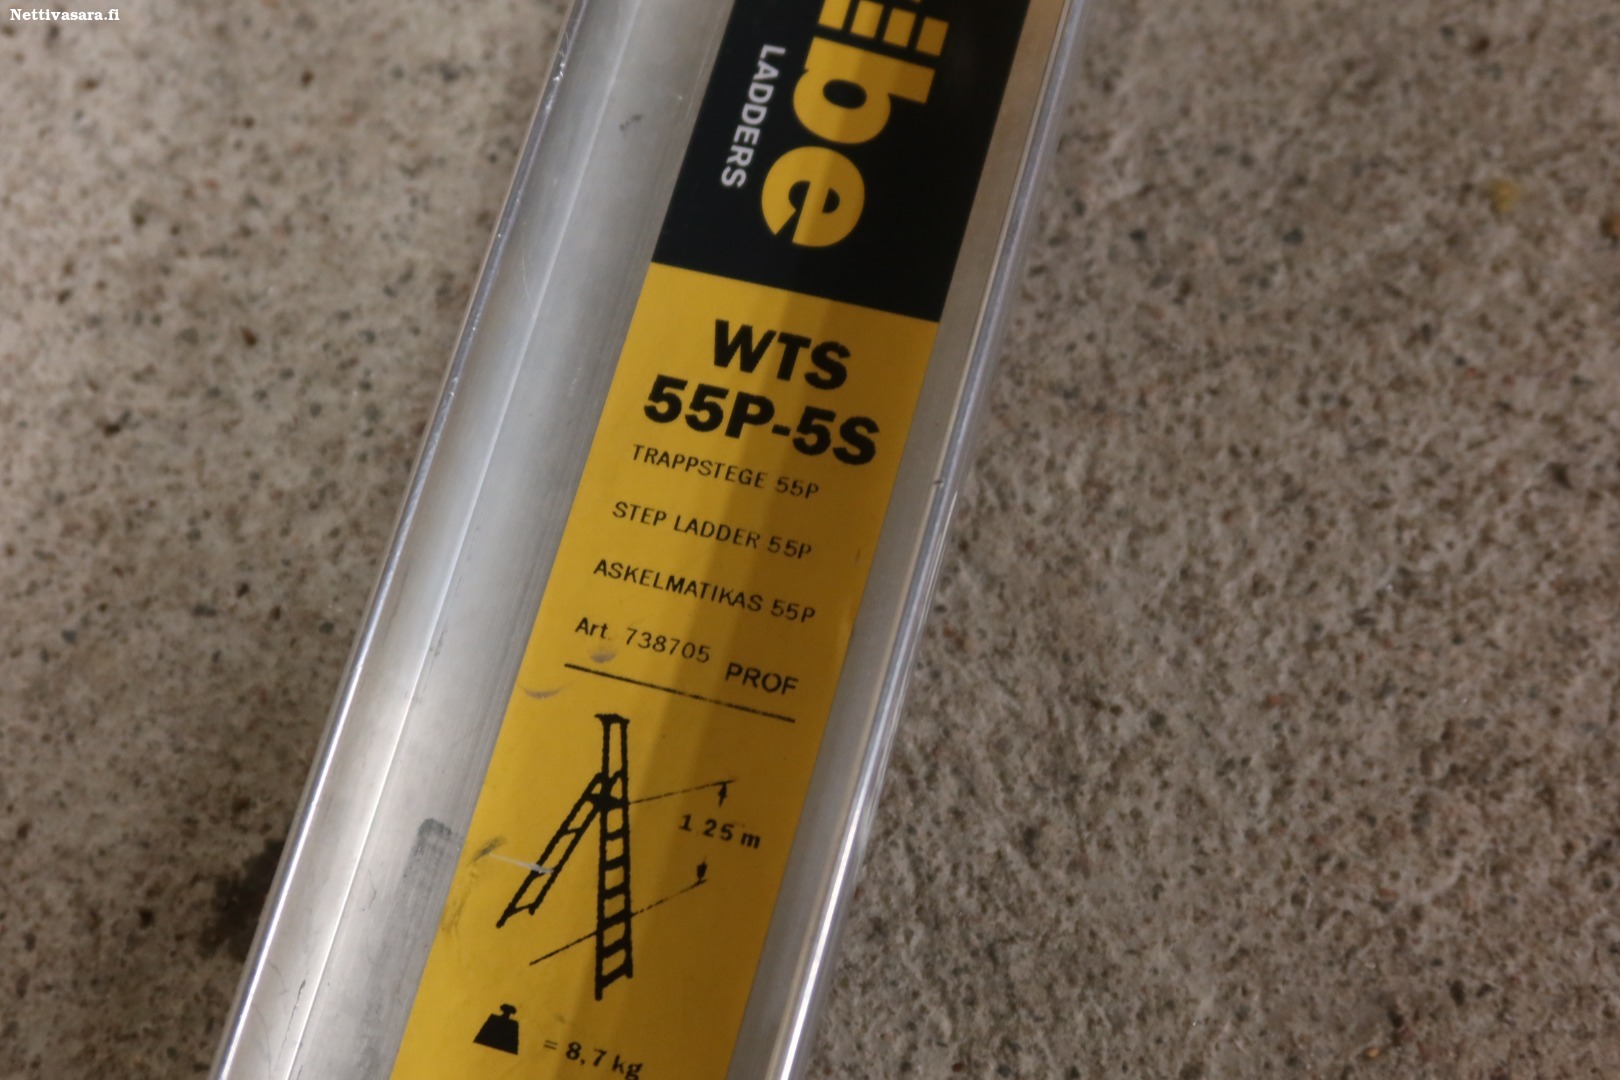 Nettivasara.fi
ibe
LADDERS
WTS
55P-5S
TRAPPSTEGE 55P
STEP LADDER 55P
ASKELMATIKAS 55P
Art. 738705 PROF
1 25 m
= 8,7 kg